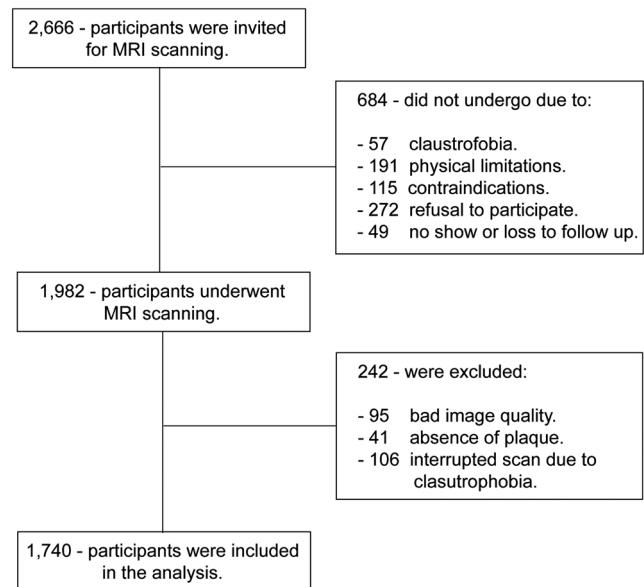 2,666 - participants were invited
for MRI scanning.
684 - did not undergo due to:
- 57 claustrofobia.
- 191 physical limitations.
- 115 contraindications.
- 272 refusal to participate.
- 49 no show or loss to follow up.
1,982 - participants underwent
MRI scanning.
242 - were excluded:
- 95 bad image quality.
- 41 absence of plaque.
- 106 interrupted scan due to
clasutrophobia.
1,740 - participants were included
in the analysis.